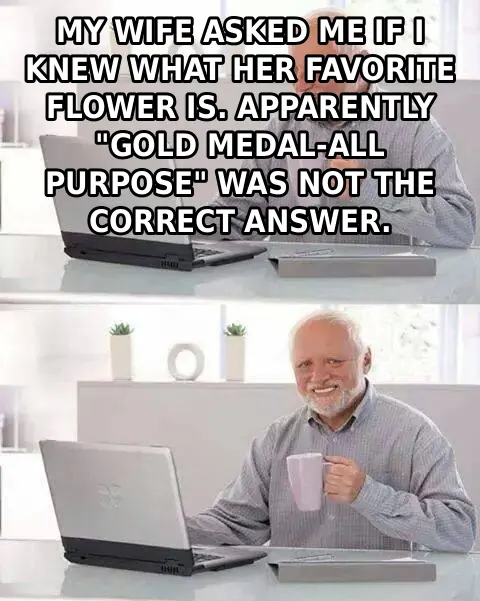 MY WIFE ASKED ME IF I
KNEW WHAT HER FAVORITE
FLOWER IS. APPARENTLY
"GOLD MEDAL-ALL
PURPOSE" WAS NOT THE
CORRECT ANSWER.